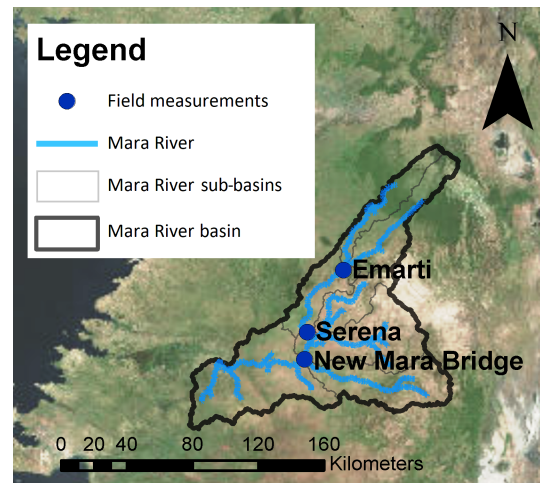 Legend
Field measurements
Mara River
Mara River sub-basins
Mara River basin
N
Emarti
Serena
New Mara Bridge
0 20 40 80 120 160
Kilometers